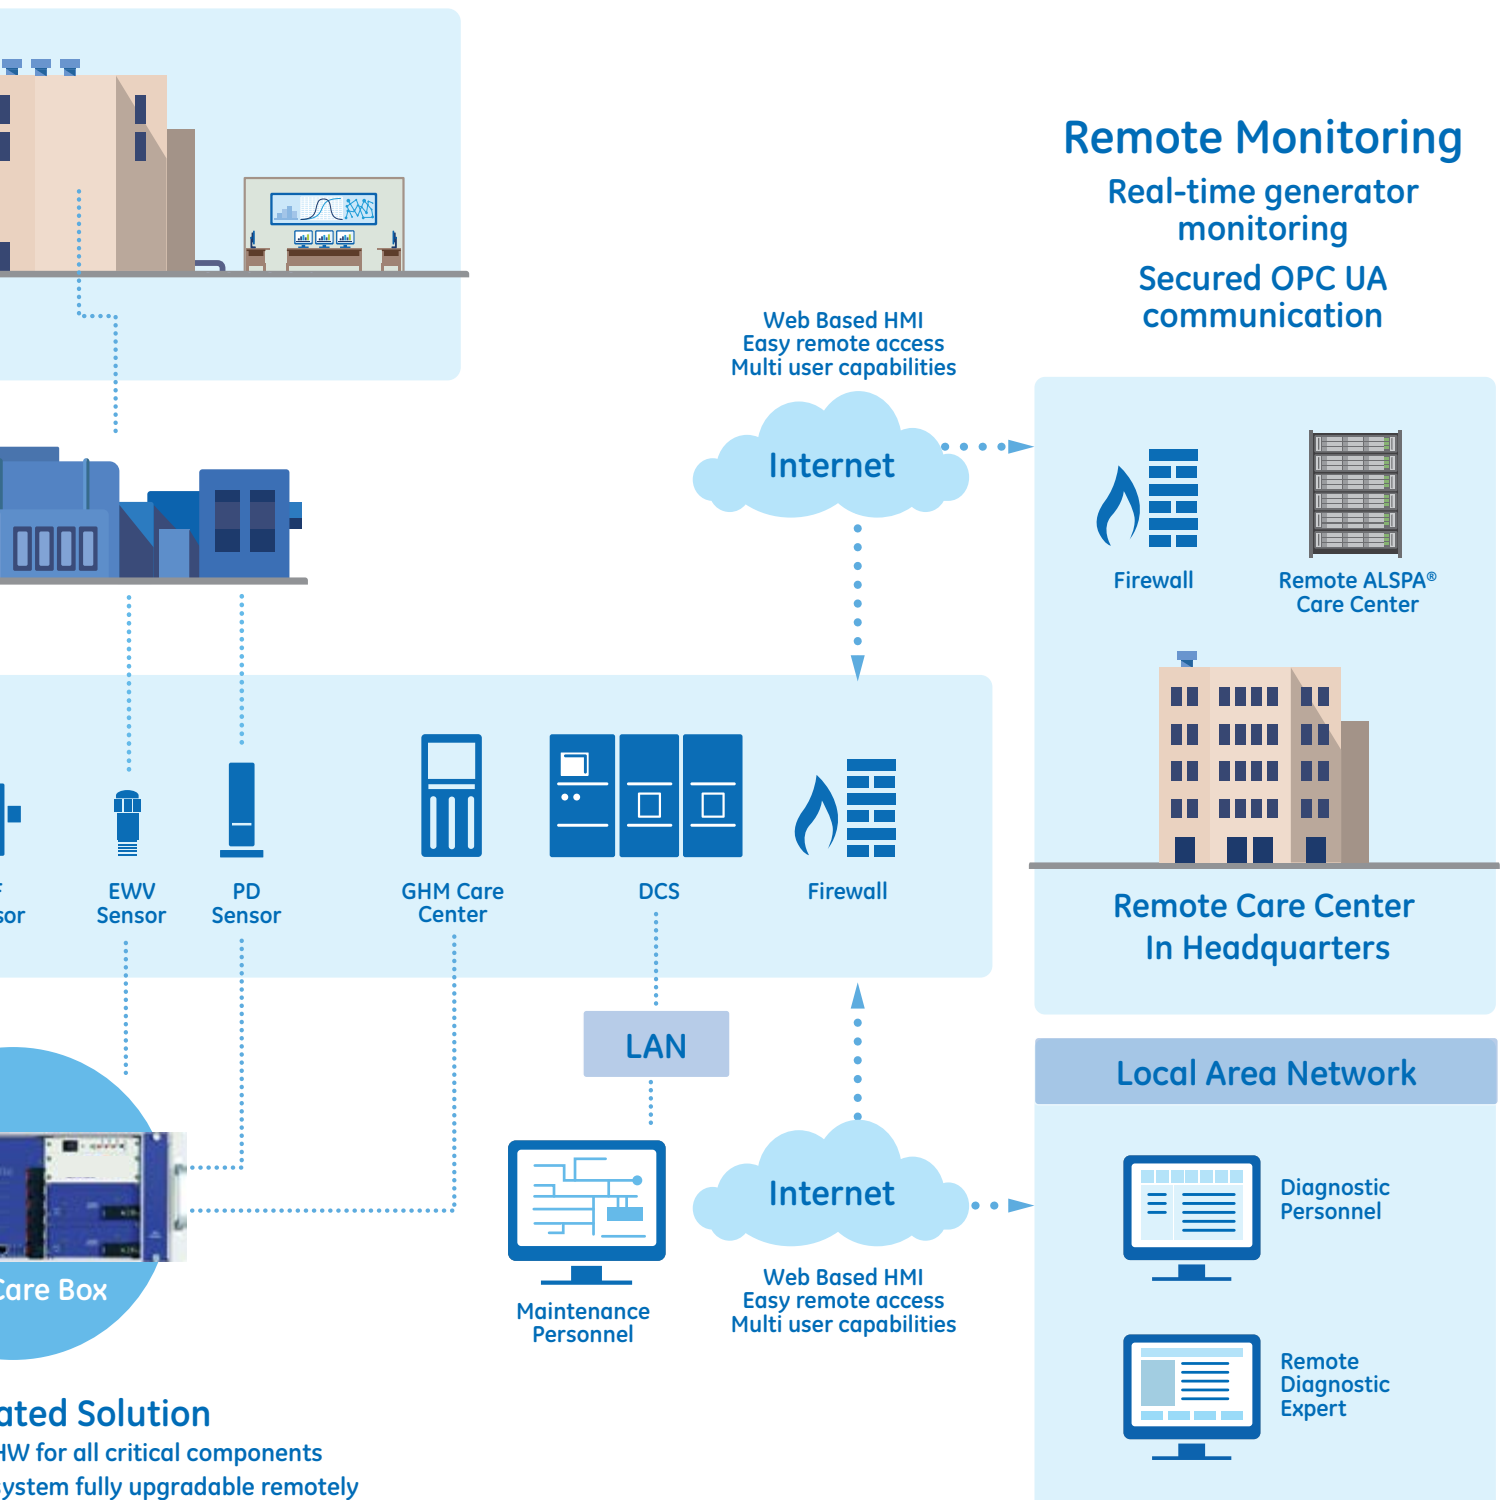 Remote Monitoring
Real-time generator
monitoring
Secured OPC UA
communication
Web Based HMI
Easy remote access
Multi user capabilities
Internet
Firewall
Remote ALSPA®
Care Center
EWV
Sensor
PD
Sensor
GHM Care
Center
DCS
Firewall
Remote Care Center
In Headquarters
LAN
Local Area Network
Internet
Diagnostic
Personnel
Care Box
Web Based HMI
Easy remote access
Multi user capabilities
Maintenance
Personnel
Remote
Diagnostic
Expert
Solution
HW for all critical components
system fully upgradable remotely